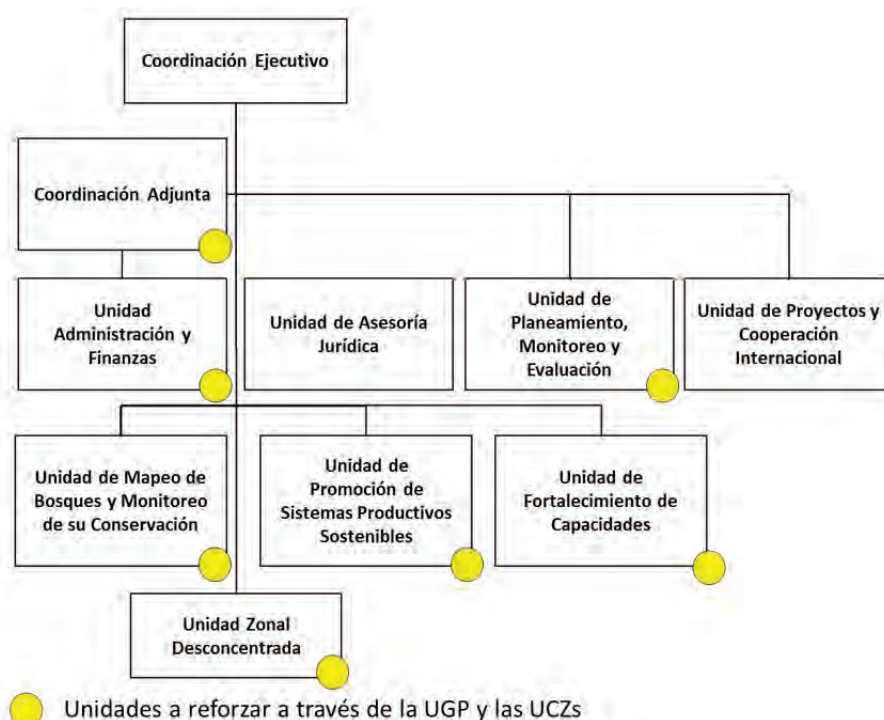 Coordinación Ejecutivo
Coordinación Adjunta
Unidad
Administración y
Finanzas
Unidad de Asesoría
Jurídica
Unidad de
Planeamiento,
Monitoreo y
Evaluación
Unidad de Proyectos y
Cooperación
Internacional
Unidad de Mapeo de
Bosques y Monitoreo
de su Conservación
Unidad de
Promoción de
Sistemas Productivos
Sostenibles
Unidad de
Fortalecimiento de
Capacidades
Unidad Zonal
Desconcentrada
Unidades a reforzar a través de la UGP y las UCZs